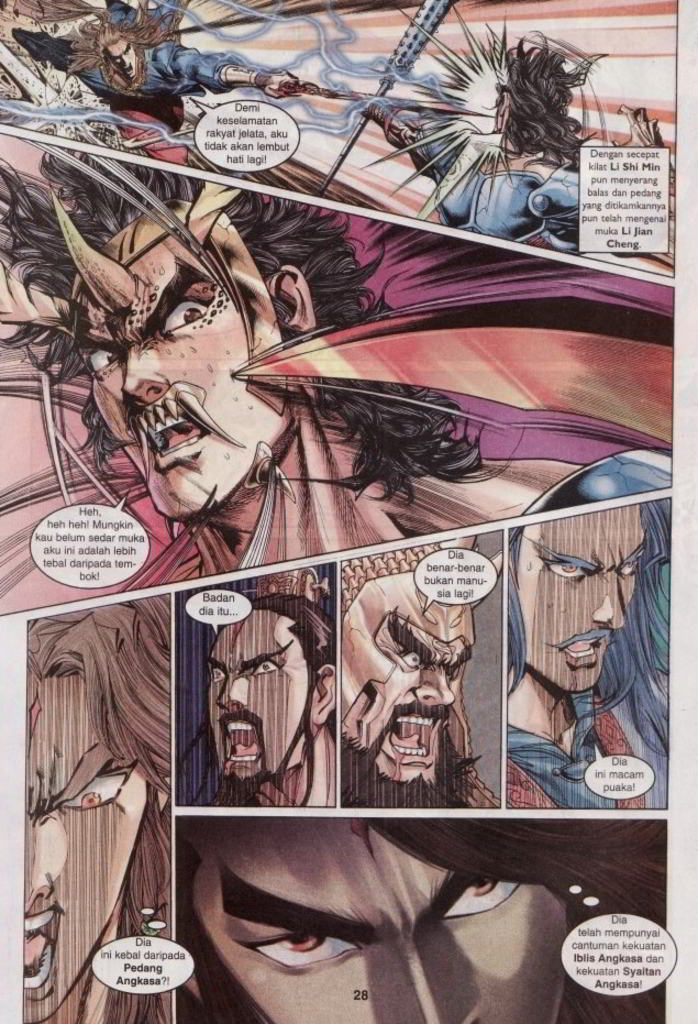 Demi
keselamatan
rakyat jelata, aku
tidak akan lembut
hati lagi!
Dengan secepat
kilat Li Shi Min
pun menyerang
balas dan pedang
yang ditikamkannya
pun telah mengenai
muka Li Jian
Cheng.
Heh,
heh heh! Mungkin
kau belum sedar muka
aku ini adalah lebih
tebal daripada tem-
bok!
Badan
dia itu...
Dia
benar-benar
bukan manu-
sia lagi!
Dia
ini macam
puaka!
Dia
ini kebal daripada
Pedang
Angkasa?!
Dia
telah mempunyai
cantuman kekuatan
Iblis Angkasa dan
kekuatan Syaitan
Angkasa.
28